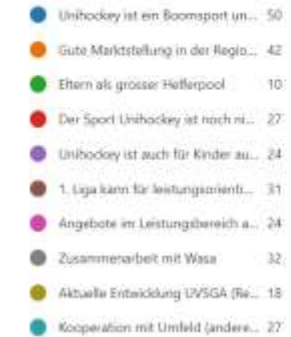 Unihockey ist ein Boomsport un... 50
Gute Marktstellung in der Regio... 42
Eltern als grosser Helferpool 10
Der Sport Unihockey ist noch ni... 27
Unihockey ist auch für Kinder au... 24
1. Liga kann für leistungsorienti... 31
Angebote im Leistungsbereich a... 24
Zusammenarbeit mit Wasa 32
Aktuelle Entwicklung UVSGA (Re... 18
Kooperation mit Umfeld (andere... 27